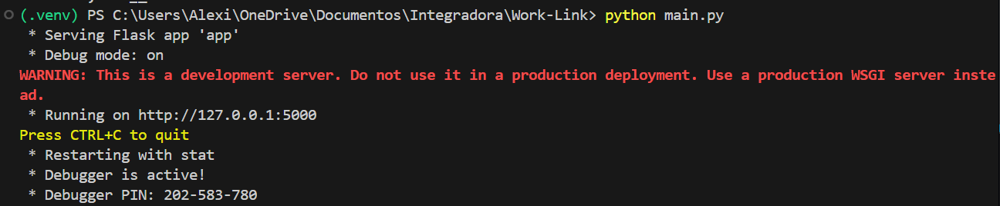 (.venv) PS C:\Users\Alexi\OneDrive\Documentos\Integradora\Work-Link> python main.py
* Serving Flask app 'app'
* Debug mode: on
WARNING: This is a development server. Do not use it in a production deployment. Use a production WSGI server inste
ad.
* Running on http://127.0.0.1:5000
Press CTRL+C to quit
* Restarting with stat
* Debugger is active!
* Debugger PIN: 202-583-780